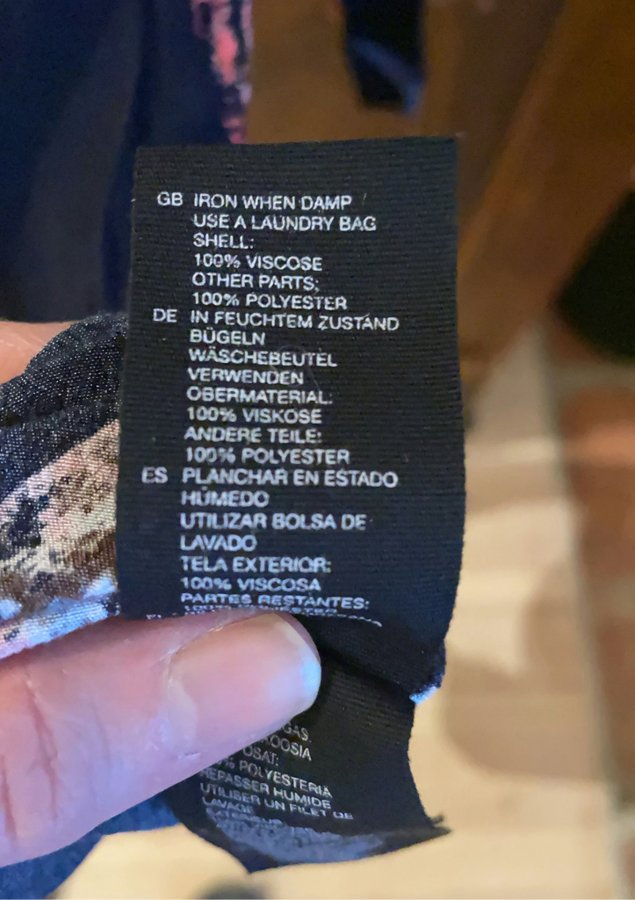 GB IRON WHEN DAMP
USE A LAUNDRY BAG
SHELL:
100% VISCOSE
OTHER PARTS:
100% POLYESTER
DE IN FEUCHTEM ZUSTAND
BÜGELN
WÄSCHEBEUTEL
VERWENDEN
OBERMATERIAL:
100% VISKOSE
ANDERE TEILE:
100% POLYESTER
ES PLANCHAR EN ESTADO
HÚMEDO
UTILIZAR BOLSA DE
LAVADO
TELA EXTERIOR:
100% VISCOSA
PARTES RESTANTES:
POLYESTERIA
REPASSER HUMIDE
UTILISER UN FILET DE
LAVAGE